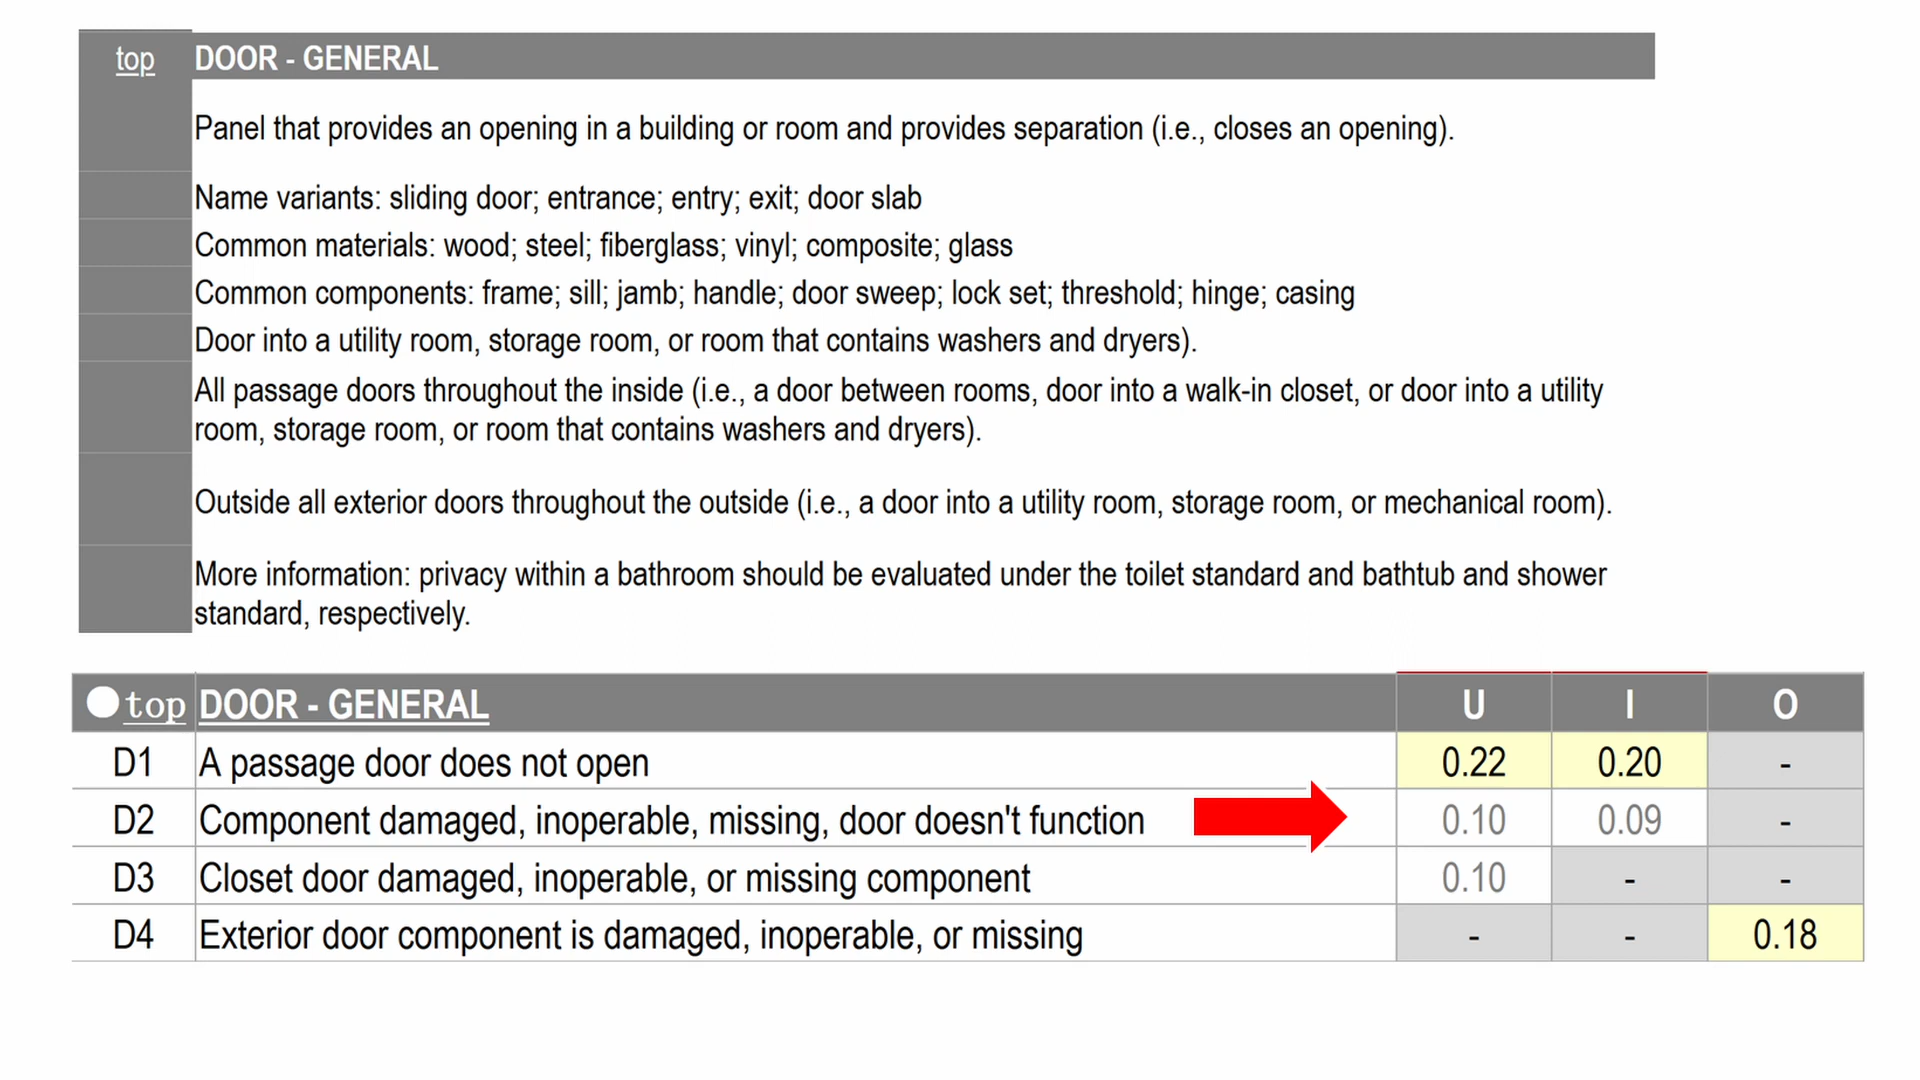 top DOOR - GENERAL
Panel that provides an opening in a building or room and provides separation (i.e., closes an opening).
Name variants: sliding door; entrance; entry; exit; door slab
Common materials: wood; steel; fiberglass; vinyl; composite; glass
Common components: frame; sill; jamb; handle; door sweep; lock set; threshold; hinge; casing
Door into a utility room, storage room, or room that contains washers and dryers).
All passage doors throughout the inside (i.e., a door between rooms, door into a walk-in closet, or door into a utility
room, storage room, or room that contains washers and dryers).
Outside all exterior doors throughout the outside (i.e., a door into a utility room, storage room, or mechanical room).
More information: privacy within a bathroom should be evaluated under the toilet standard and bathtub and shower
standard, respectively.
top DOOR - GENERAL U I O
D1 A passage door does not open 0.22 0.20 -
D2 Component damaged, inoperable, missing, door doesn't function 0.10 0.09 -
D3 Closet door damaged, inoperable, or missing component 0.10 - -
D4 Exterior door component is damaged, inoperable, or missing - - 0.18